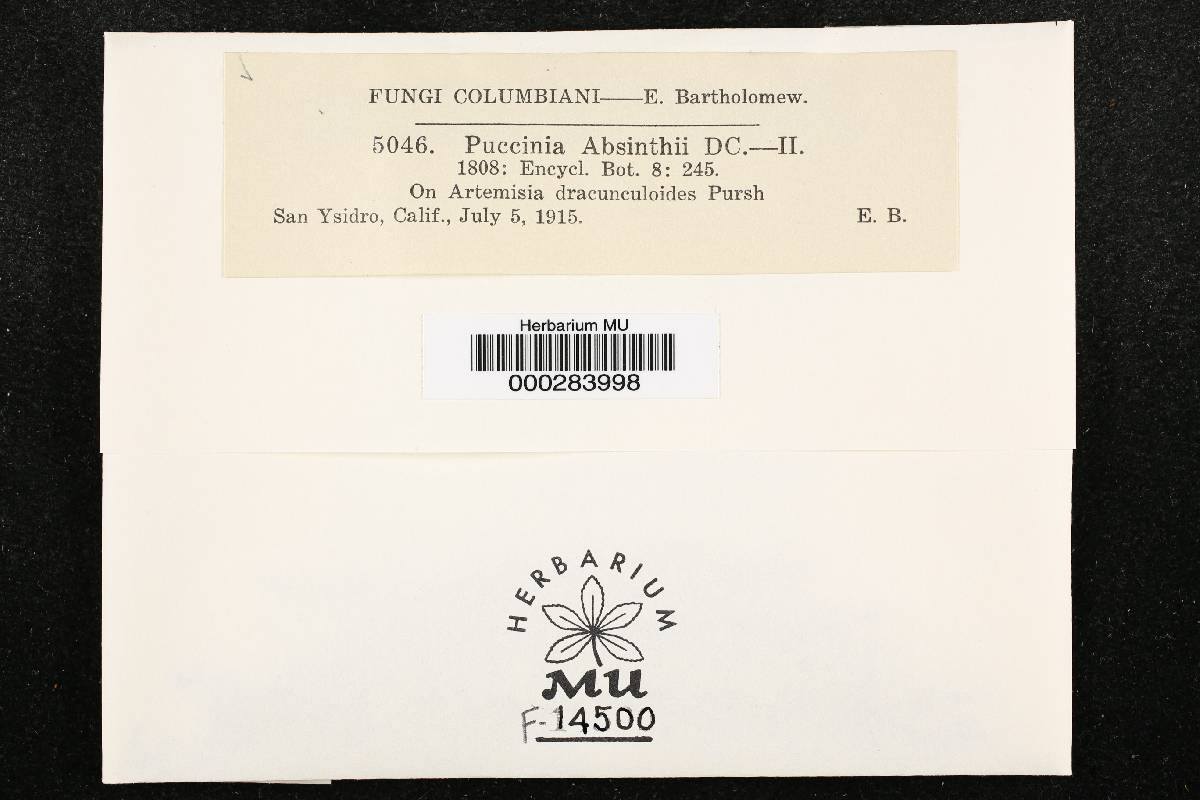 FUNGI COLUMBIANI—E. Bartholomew.
5046. Puccinia Absinthii DC.—II.
1808: Encycl. Bot. 8: 245.
On Artemisia dracunculoides Pursh
San Ysidro, Calif., July 5, 1915. E. B.
Herbarium MU
000283998
HERBARIUM
MU
F-14500